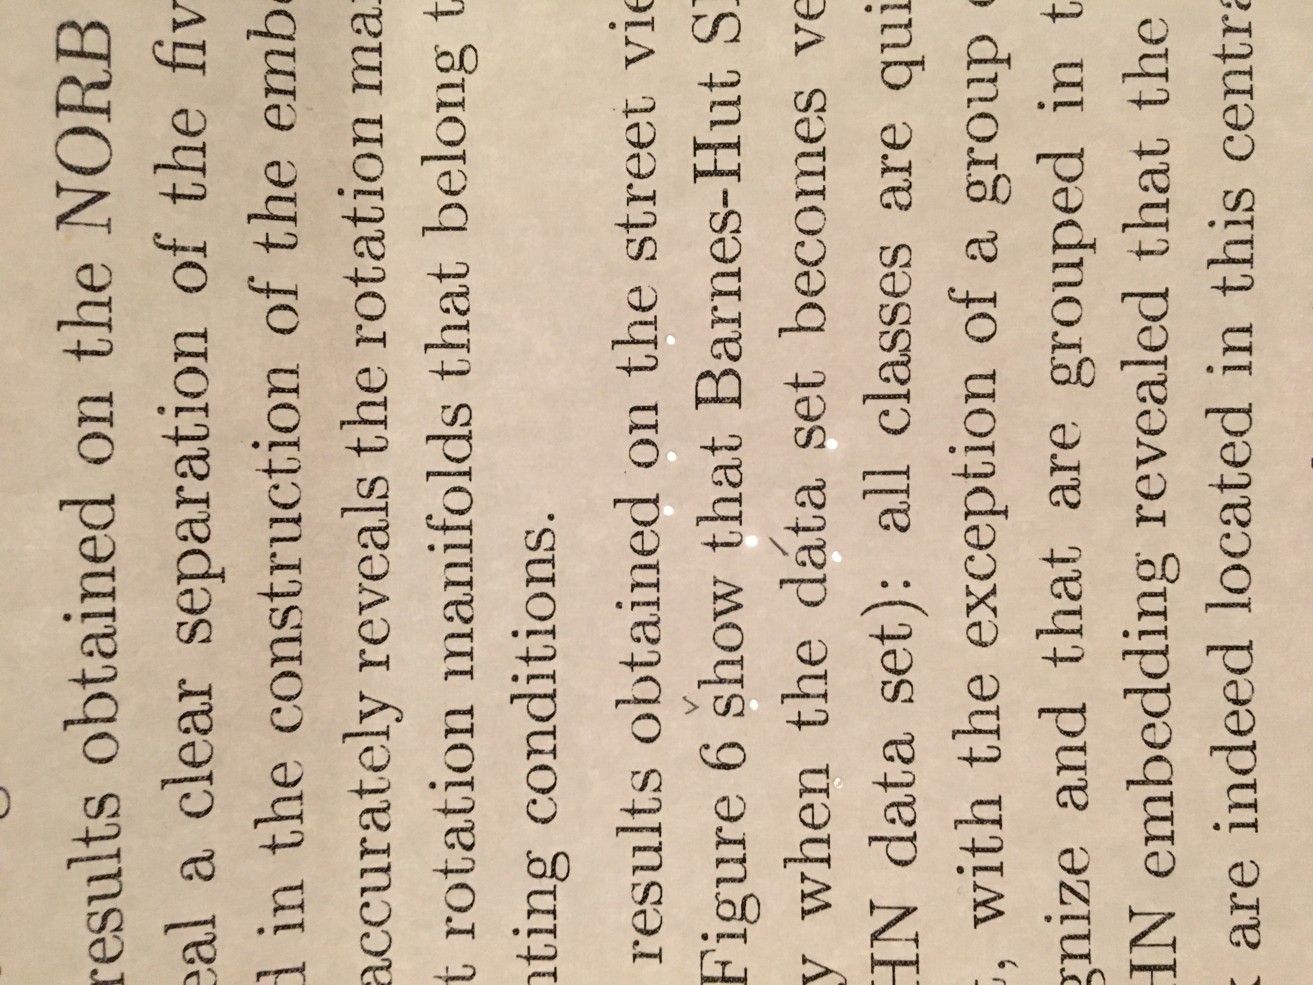 results obtained on the NORB
eal a clear separation of the fiv
d in the construction of the embe
accurately reveals the rotation ma
t rotation manifolds that belong t
nting conditions.
results obtained on the street vie
Figure 6 show that Barnes-Hut S
y when the data set becomes ve
HN data set): all classes are qui
t, with the exception of a group
gnize and that are grouped in t
HN embedding revealed that the
k are indeed located in this centra